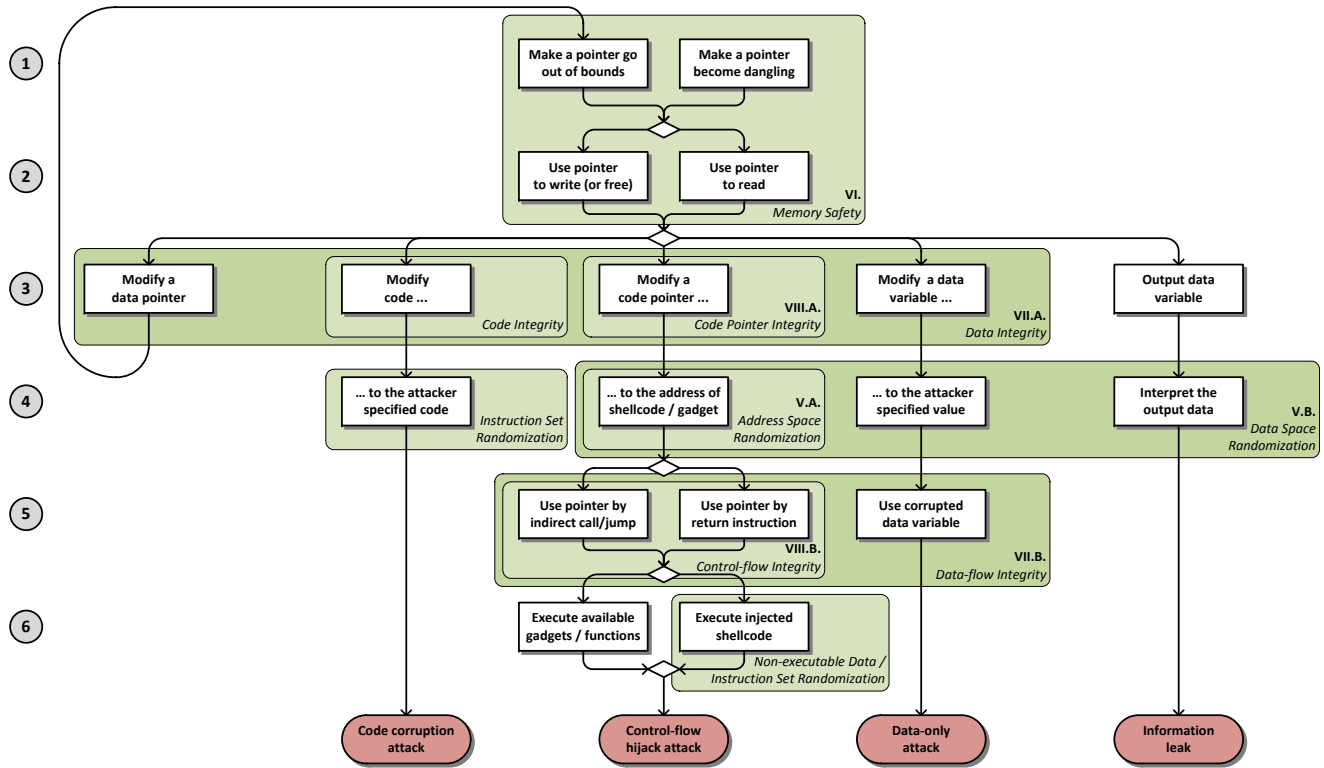 1
Make a pointer go
out of bounds
Make a pointer
become dangling
2
Use pointer
to write (or free)
Use pointer
to read
VI.
Memory Safety
3
Modify a
data pointer
Modify
code ...
Code Integrity
Modify a
code pointer ...
VIII.A.
Code Pointer Integrity
Modify a data
variable ...
VII.A.
Data Integrity
Output data
variable
4
... to the attacker
specified code
Instruction Set
Randomization
... to the address of
shellcode / gadget
V.A.
Address Space
Randomization
... to the attacker
specified value
Interpret the
output data
V.B.
Data Space
Randomization
5
Use pointer by
indirect call/jump
Use pointer by
return instruction
VIII.B.
Control-flow Integrity
Use corrupted
data variable
VII.B.
Data-flow Integrity
6
Execute available
gadgets / functions
Execute injected
shellcode
Non-executable Data /
Instruction Set Randomization
Code corruption
attack
Control-flow
hijack attack
Data-only
attack
Information
leak